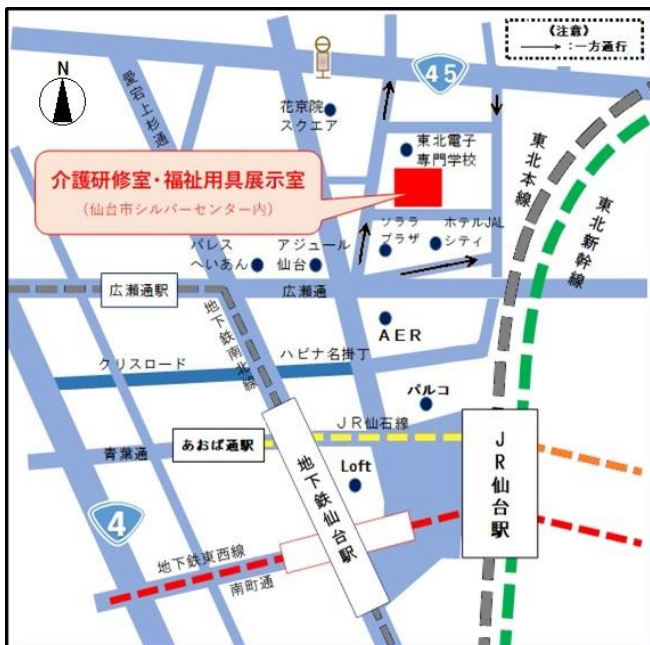 《注意》
：一方通行
N
45
愛宕上杉通
花京院
スクエア
東北電子
専門学校
東北本線
東北新幹線
介護研修室・福祉用具展示室
（仙台市シルバーセンター内）
ソララ
プラザ
ホテルJAL
シティ
パレス
へいあん
アジュール
仙台
広瀬通駅
広瀬通
地下鉄南北線
AER
クリスロード
ハピナ名掛丁
パルコ
JR仙石線
あおば通駅
青葉通
Loft
地下鉄仙台駅
JR仙台駅
4
地下鉄東西線
南町通